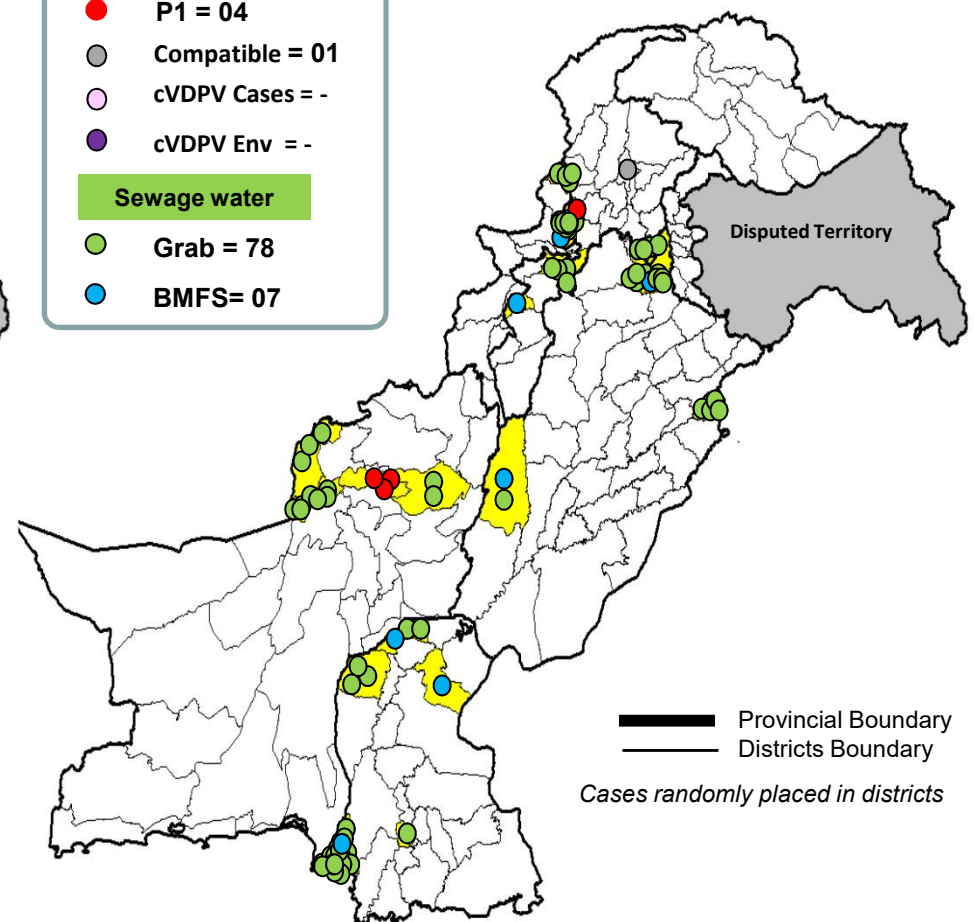 P1 = 04
Compatible = 01
cVDPV Cases = -
cVDPV Env = -
Sewage water
Grab = 78
BMFS= 07
Disputed Territory
Provincial Boundary
Districts Boundary
Cases randomly placed in districts